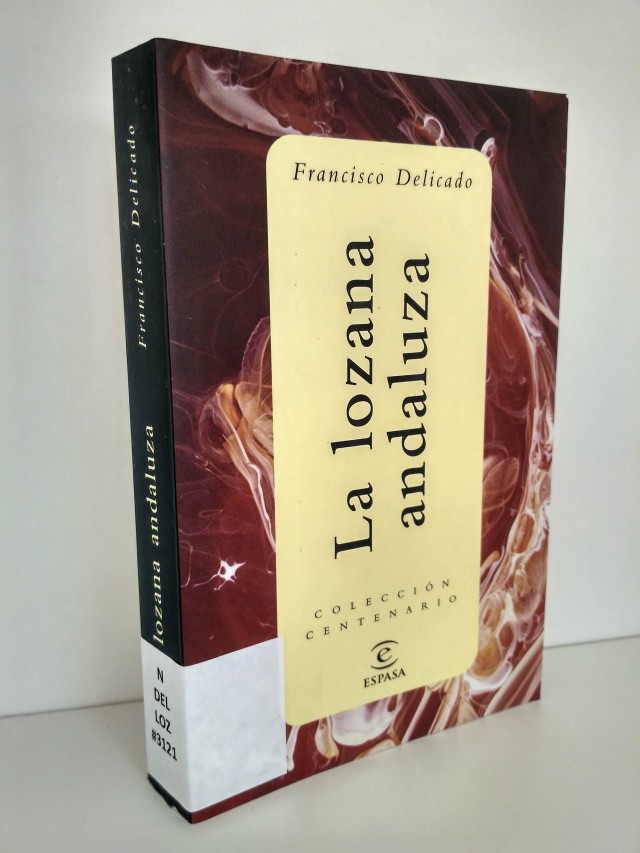 Francisco Delicado
La lozana
andaluza
COLECCIÓN
CENTENARIO
e
ESPASA
Francisco Delicado
lozana andaluza
N
DEL
LOZ
#3121